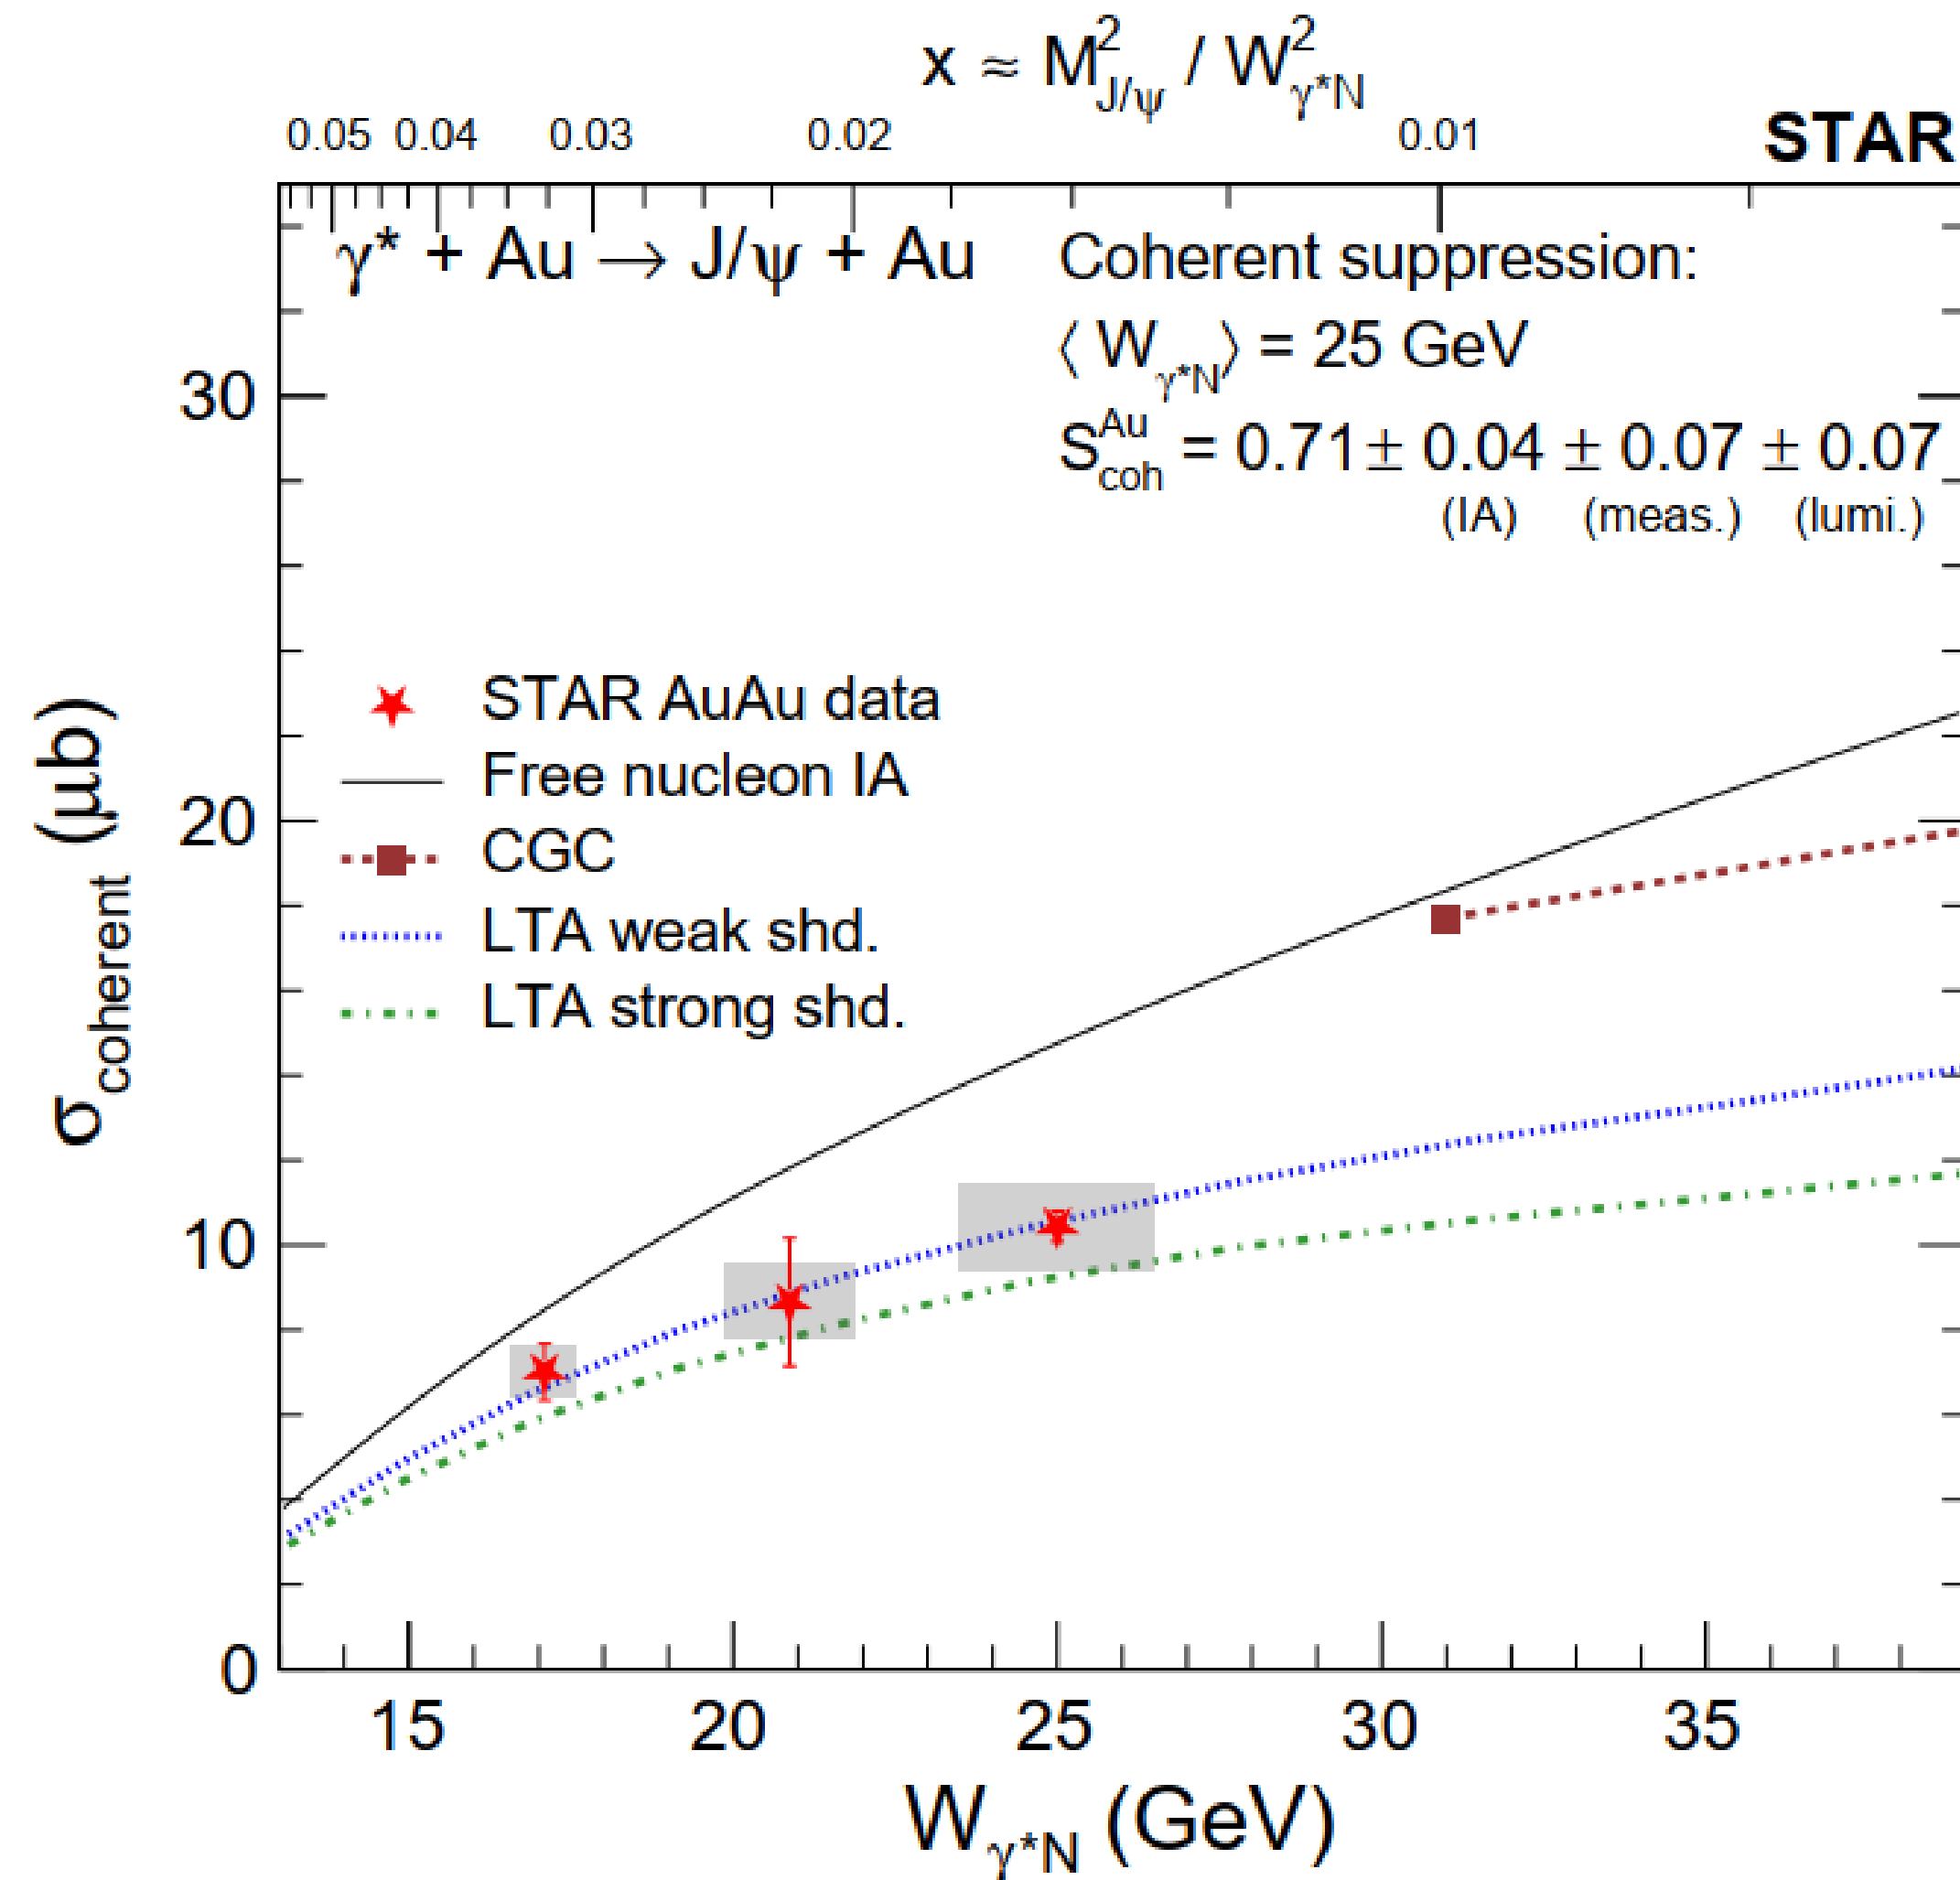 x ≈ M²J/ψ / W²γ*N
0.05 0.04 0.03 0.02 0.01 STAR
γ* + Au → J/ψ + Au
Coherent suppression:
⟨ Wγ*N⟩ = 25 GeV
S^Au_coh = 0.71 ± 0.04 ± 0.07 ± 0.07
(IA) (meas.) (lumi.)
30
20
10
0
σcoherent (μb)
STAR AuAu data
Free nucleon IA
CGC
LTA weak shd.
LTA strong shd.
15 20 25 30 35
Wγ*N (GeV)